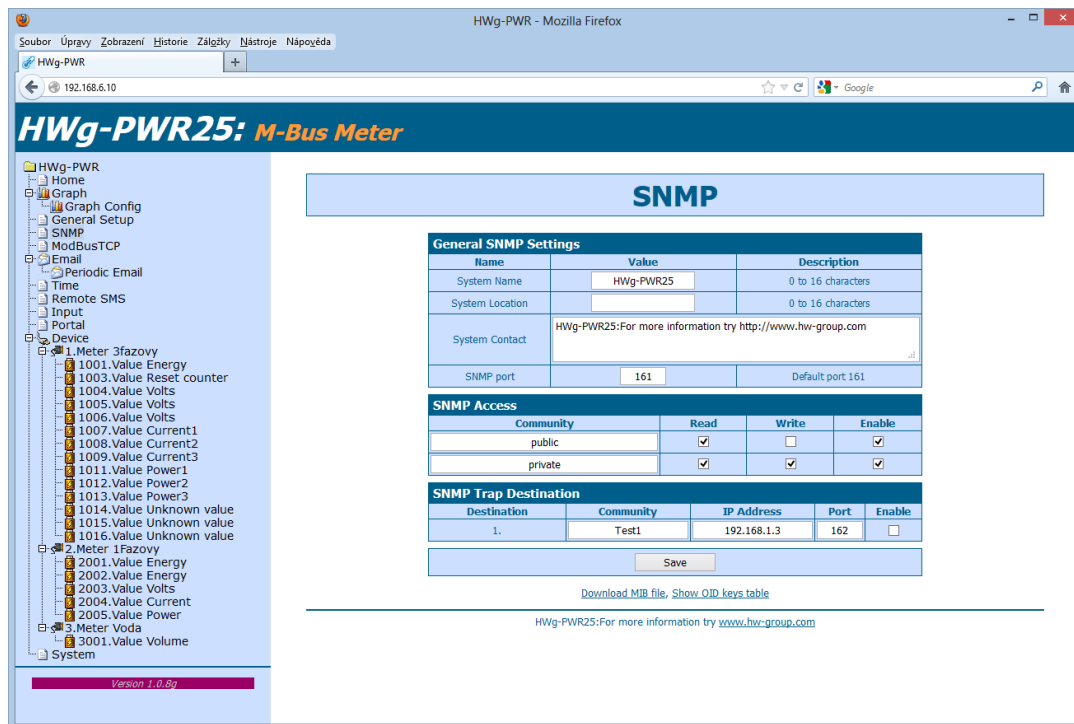 HWg-PWR - Mozilla Firefox
Soubor Úpravy Zobrazení Historie Záložky Nástroje Nápověda
HWg-PWR
192.168.6.10
Google
HWg-PWR25: M-Bus Meter
HWg-PWR
Home
Graph
Graph Config
General Setup
SNMP
ModBusTCP
Email
Periodic Email
Time
Remote SMS
Input
Portal
Device
1.Meter 3fazovy
1001.Value Energy
1003.Value Reset counter
1004.Value Volts
1005.Value Volts
1006.Value Volts
1007.Value Current1
1008.Value Current2
1009.Value Current3
1011.Value Power1
1012.Value Power2
1013.Value Power3
1014.Value Unknown value
1015.Value Unknown value
1016.Value Unknown value
2.Meter 1Fazovy
2001.Value Energy
2002.Value Energy
2003.Value Volts
2004.Value Current
2005.Value Power
3.Meter Voda
3001.Value Volume
System
Version 1.0.8g
SNMP
General SNMP Settings
Name Value Description
System Name HWg-PWR25 0 to 16 characters
System Location 0 to 16 characters
System Contact HWg-PWR25:For more information try http://www.hw-group.com
SNMP port 161 Default port 161
SNMP Access
Community Read Write Enable
public
private
SNMP Trap Destination
Destination Community IP Address Port Enable
1. Test1 192.168.1.3 162
Save
Download MIB file, Show OID keys table
HWg-PWR25:For more information try www.hw-group.com